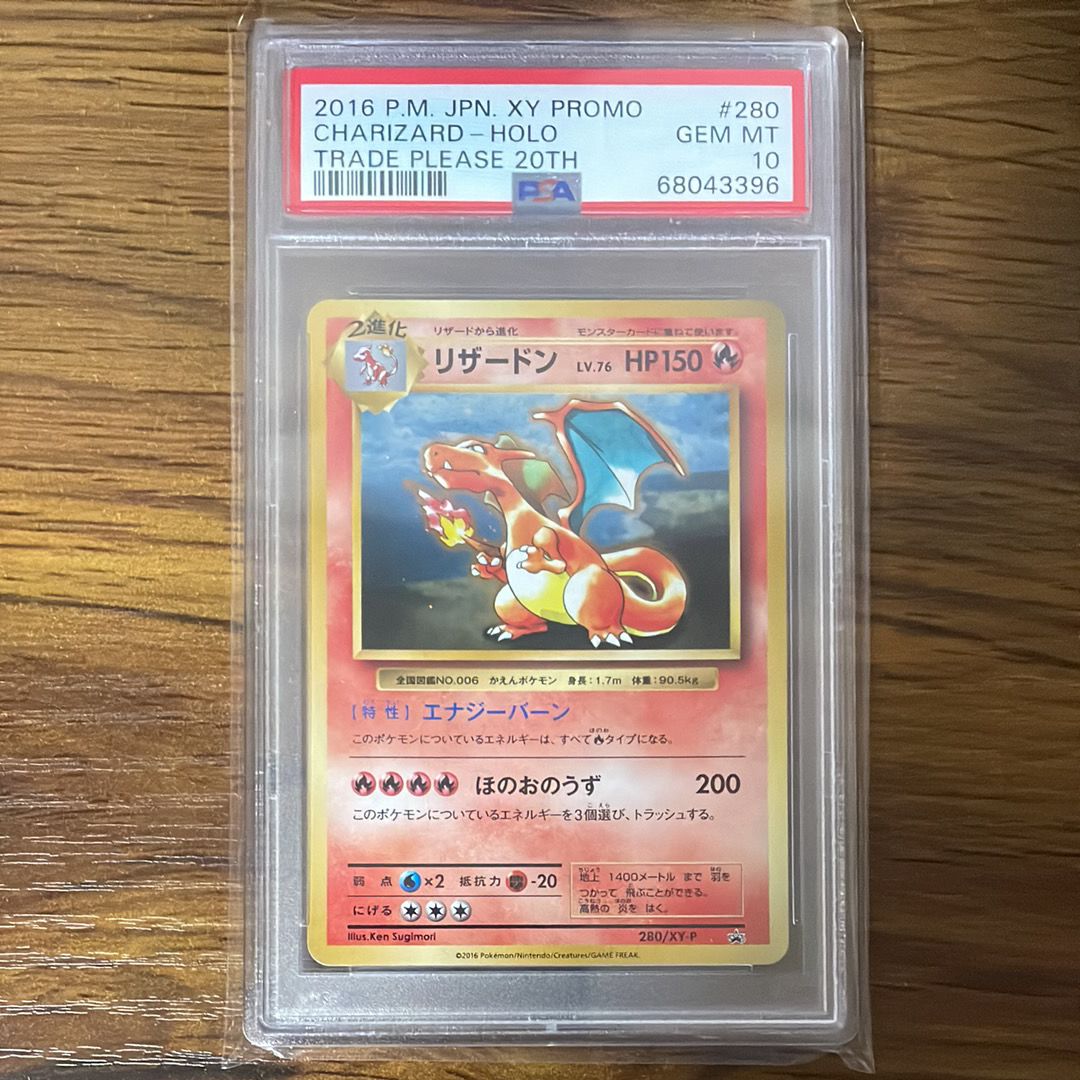 2016 P.M. JPN. XY PROMO #280
CHARIZARD - HOLO GEM MT
TRADE PLEASE 20TH 10
PSA 68043396
2進化 リザードから進化 モンスターカードに重ねて使います。
リザードン LV.76 HP150
全国図鑑NO.006 かえんポケモン 身長:1.7m 体重:90.5kg
[特性] エナジーバーン
このポケモンについているエネルギーは、すべてタイプになる。
ほのおのうず 200
このポケモンについているエネルギーを3個選び、トラッシュする。
弱点 ×2 抵抗力 -20
にげる
地上 1400メートル まで 羽を
つかって 飛ぶことができる。
高熱の 炎を はく。
Illus.Ken Sugimori 280/XY-P
©2016 Pokémon/Nintendo/Creatures/GAME FREAK.